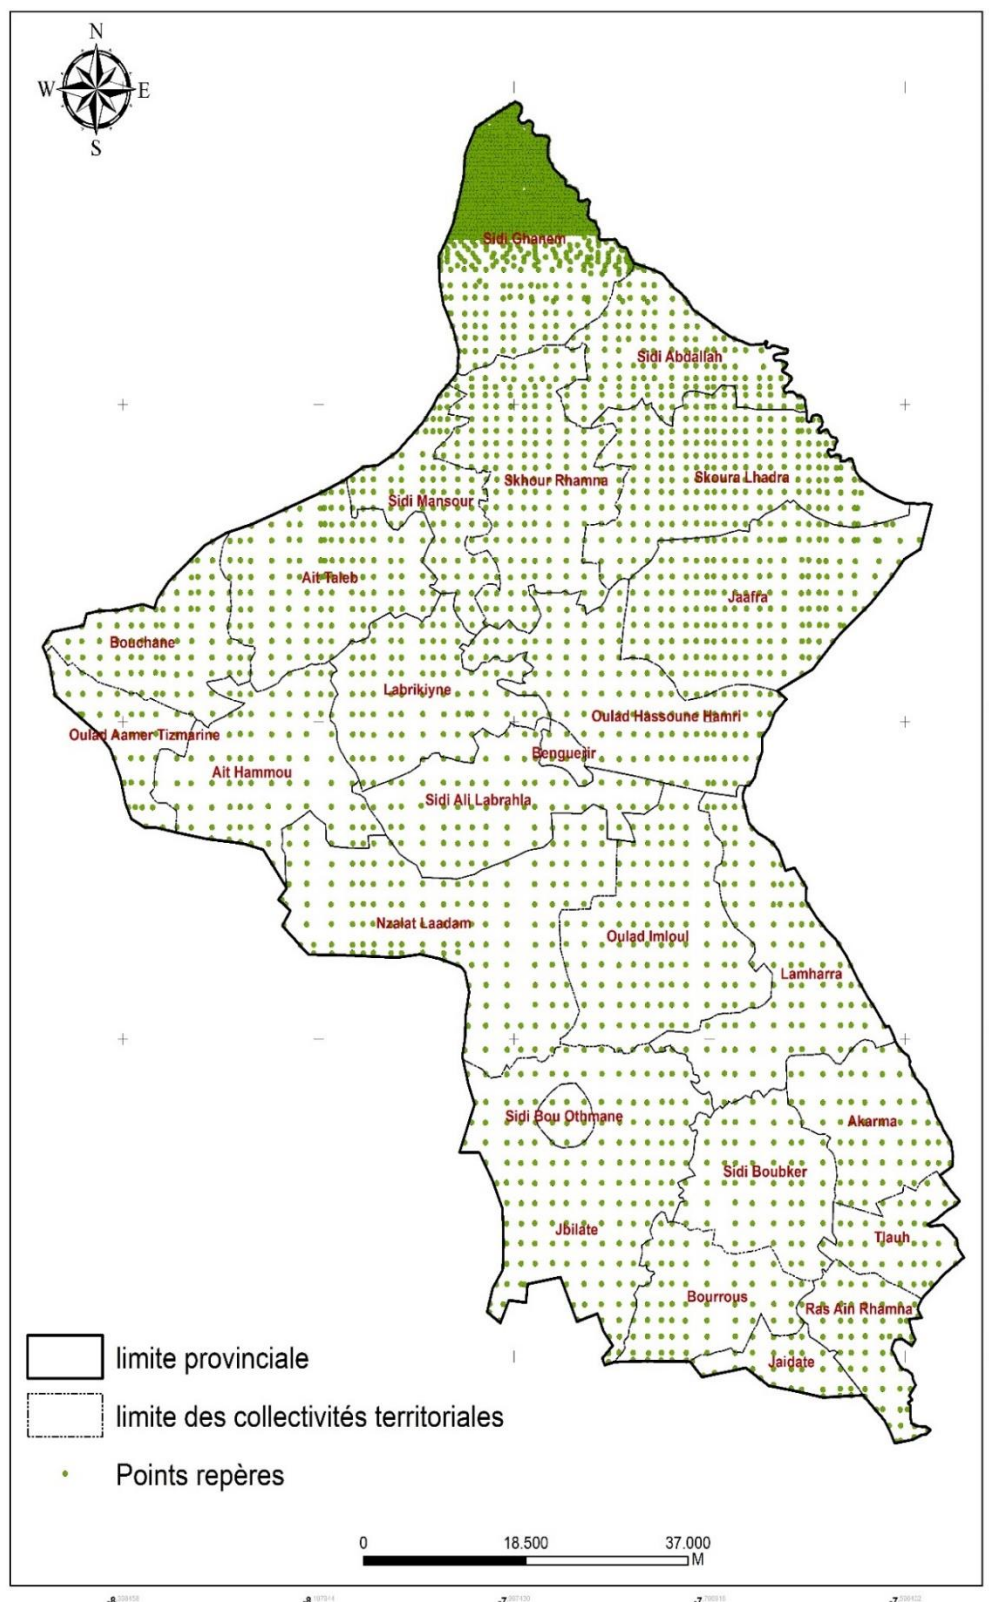 N
W E
S
Sidi Ghanem
Sidi Abdallah
Skhour Rhamna
Skoura Lhadra
Sidi Mansour
Ait Taleb
Jaafra
Bouchane
Labrikiyne
Oulad Hassoune Hamri
Oulad Aamer Tizmarine
Benguerir
Ait Hammou
Sidi Ali Labrahla
Nzalat Laadam
Oulad Imloul
Lamharra
Sidi Bou Othmane
Akarma
Sidi Boubker
Jbilate
Tlauh
Bourrous
Ras Ain Rhamna
Jaidate
limite provinciale
limite des collectivités territoriales
Points repères
0 18.500 37.000
M